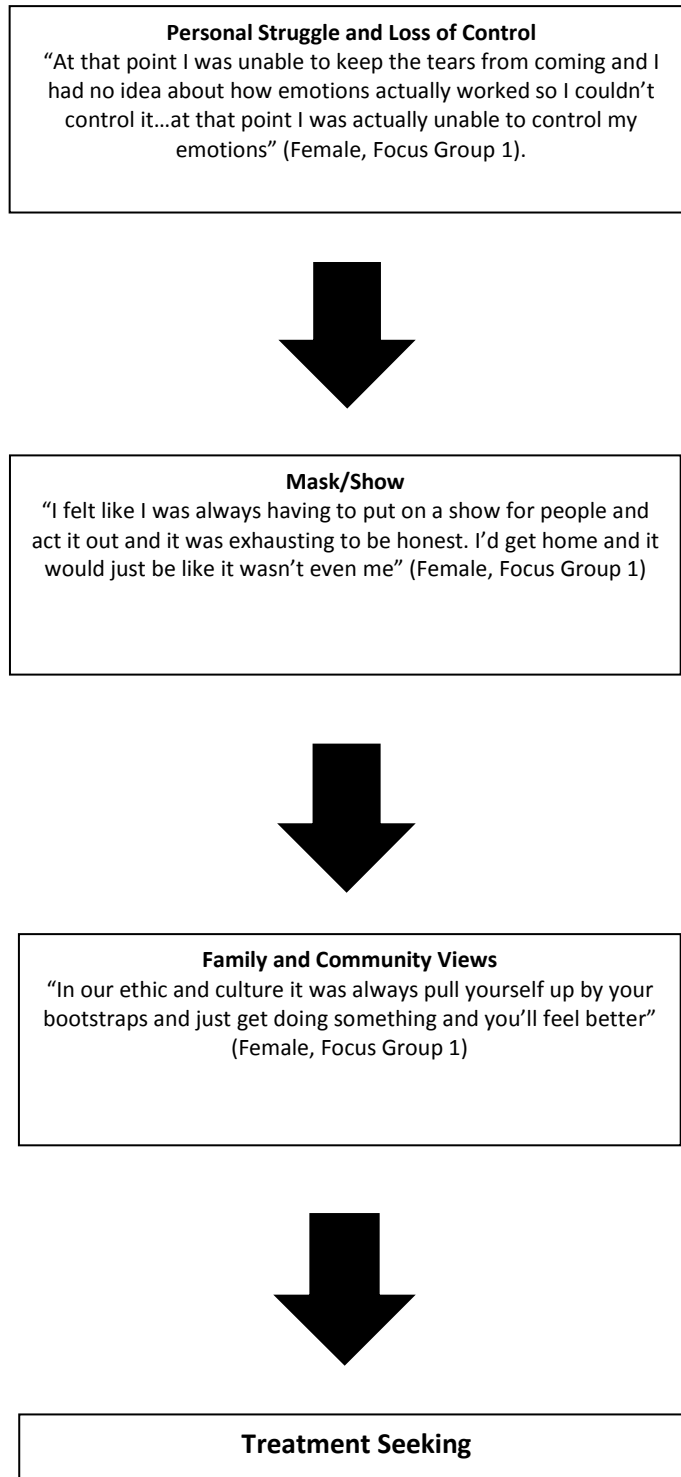 Personal Struggle and Loss of Control
“At that point I was unable to keep the tears from coming and I
had no idea about how emotions actually worked so I couldn’t
control it…at that point I was actually unable to control my
emotions” (Female, Focus Group 1).
Mask/Show
“I felt like I was always having to put on a show for people and
act it out and it was exhausting to be honest. I’d get home and it
would just be like it wasn’t even me” (Female, Focus Group 1)
Family and Community Views
“In our ethic and culture it was always pull yourself up by your
bootstraps and just get doing something and you’ll feel better”
(Female, Focus Group 1)
Treatment Seeking